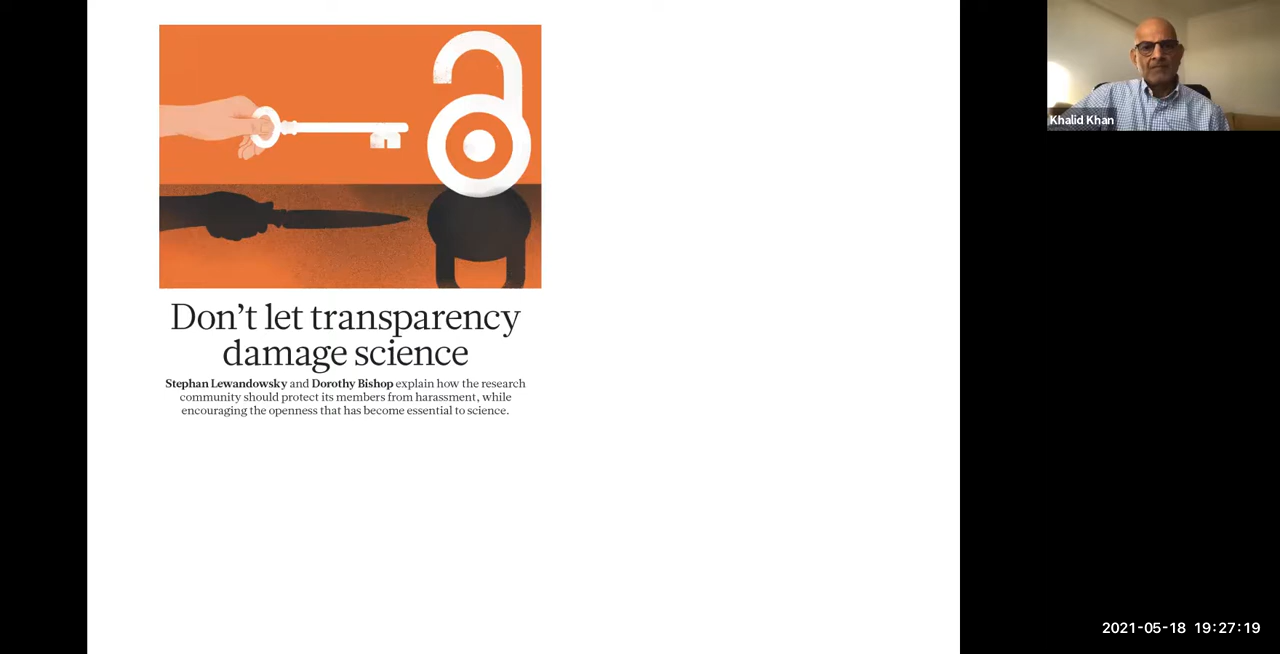 Khalid Khan
Don’t let transparency
damage science
Stephan Lewandowsky and Dorothy Bishop explain how the research
community should protect its members from harassment, while
encouraging the openness that has become essential to science.
2021-05-18 19:27:19